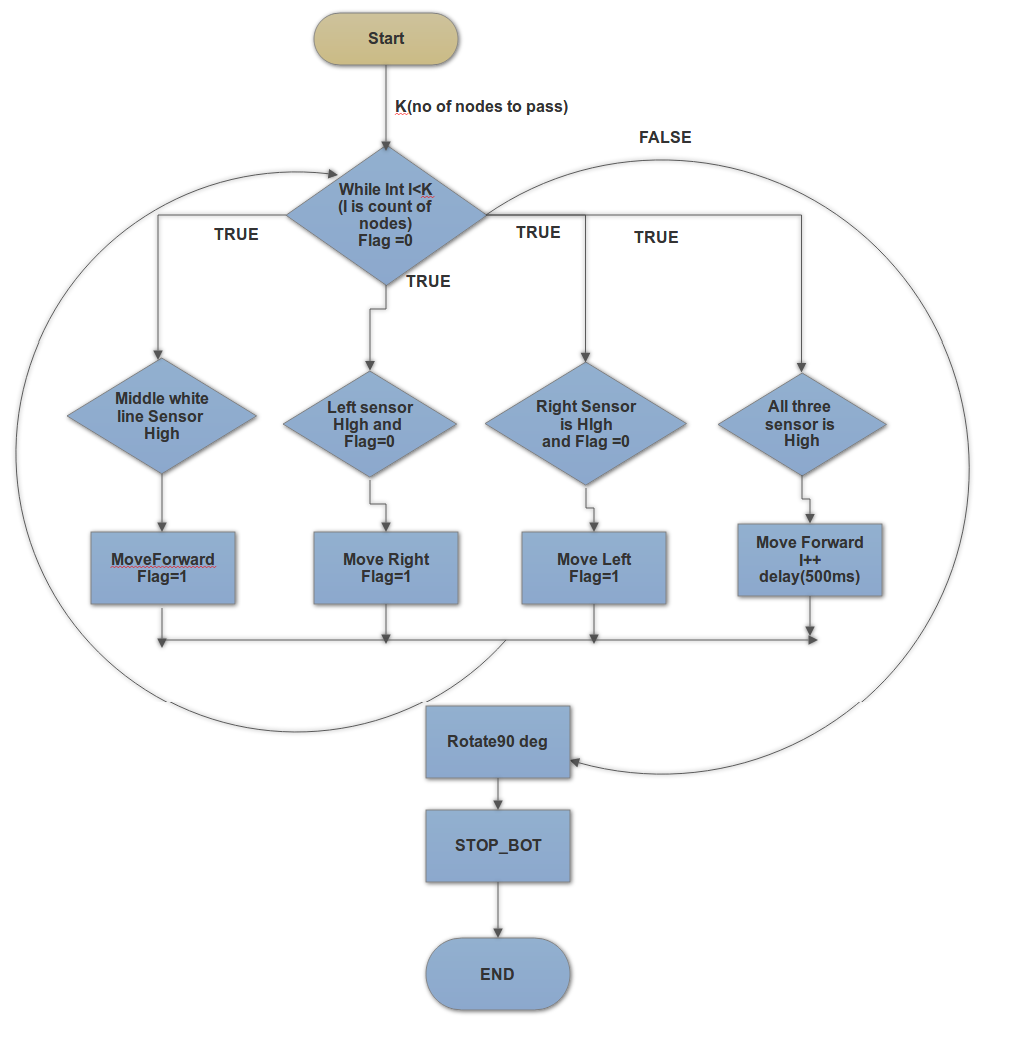 Start
K(no of nodes to pass)
FALSE
While Int I<K
(I is count of
nodes)
Flag =0
TRUE
TRUE
TRUE
TRUE
Middle white
line Sensor
High
Left sensor
HIgh and
Flag=0
Right Sensor
is HIgh
and Flag =0
All three
sensor is
High
MoveForward
Flag=1
Move Right
Flag=1
Move Left
Flag=1
Move Forward
I++
delay(500ms)
Rotate90 deg
STOP_BOT
END